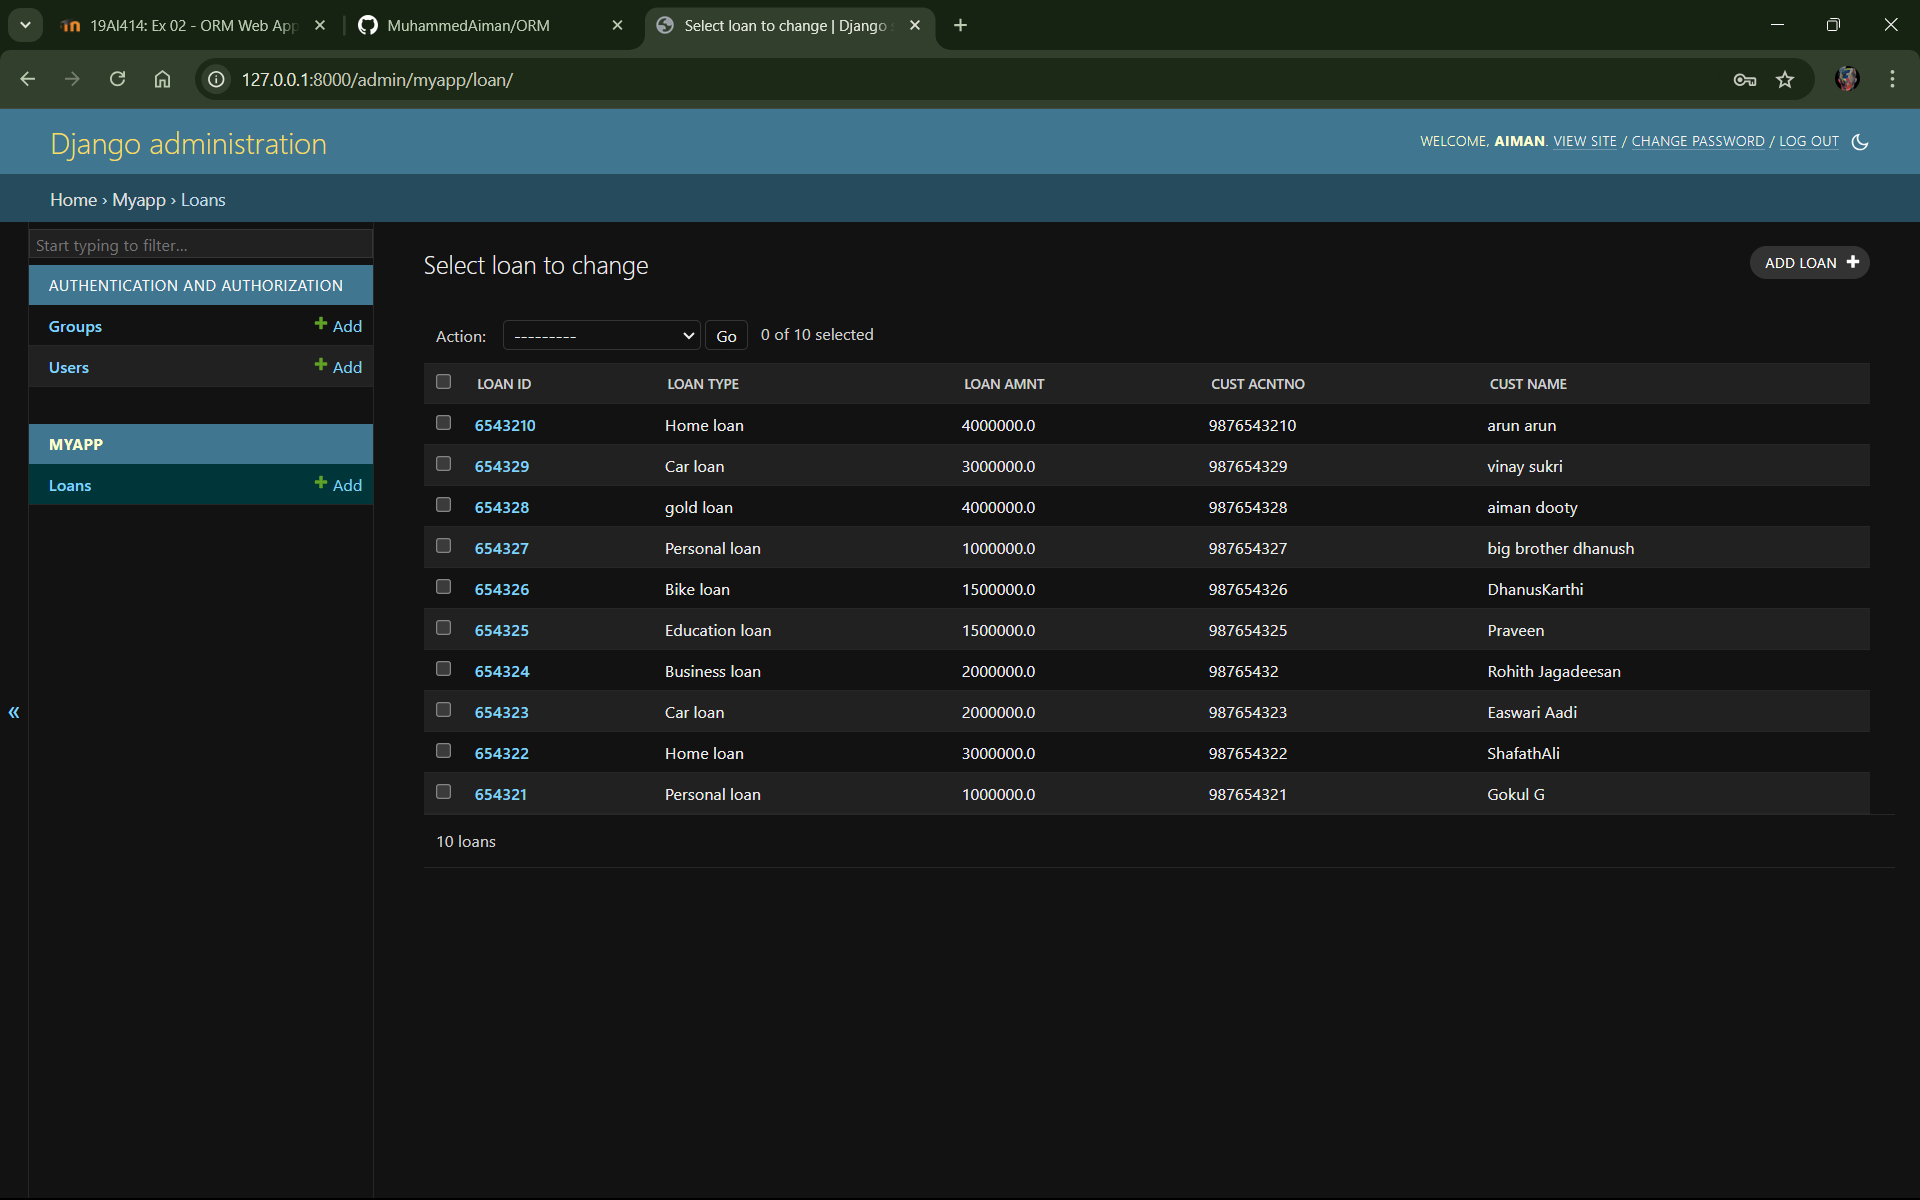 19AI414: Ex 02 - ORM Web App
MuhammedAiman/ORM
Select loan to change | Django
127.0.0.1:8000/admin/myapp/loan/
Django administration
WELCOME, AIMAN. VIEW SITE / CHANGE PASSWORD / LOG OUT
Home › Myapp › Loans
Start typing to filter...
AUTHENTICATION AND AUTHORIZATION
Groups + Add
Users + Add
MYAPP
Loans + Add
«
Select loan to change
ADD LOAN +
Action: --------- Go 0 of 10 selected
LOAN ID LOAN TYPE LOAN AMNT CUST ACNTNO CUST NAME
6543210 Home loan 4000000.0 9876543210 arun arun
654329 Car loan 3000000.0 987654329 vinay sukri
654328 gold loan 4000000.0 987654328 aiman dooty
654327 Personal loan 1000000.0 987654327 big brother dhanush
654326 Bike loan 1500000.0 987654326 DhanusKarthi
654325 Education loan 1500000.0 987654325 Praveen
654324 Business loan 2000000.0 98765432 Rohith Jagadeesan
654323 Car loan 2000000.0 987654323 Easwari Aadi
654322 Home loan 3000000.0 987654322 ShafathAli
654321 Personal loan 1000000.0 987654321 Gokul G
10 loans